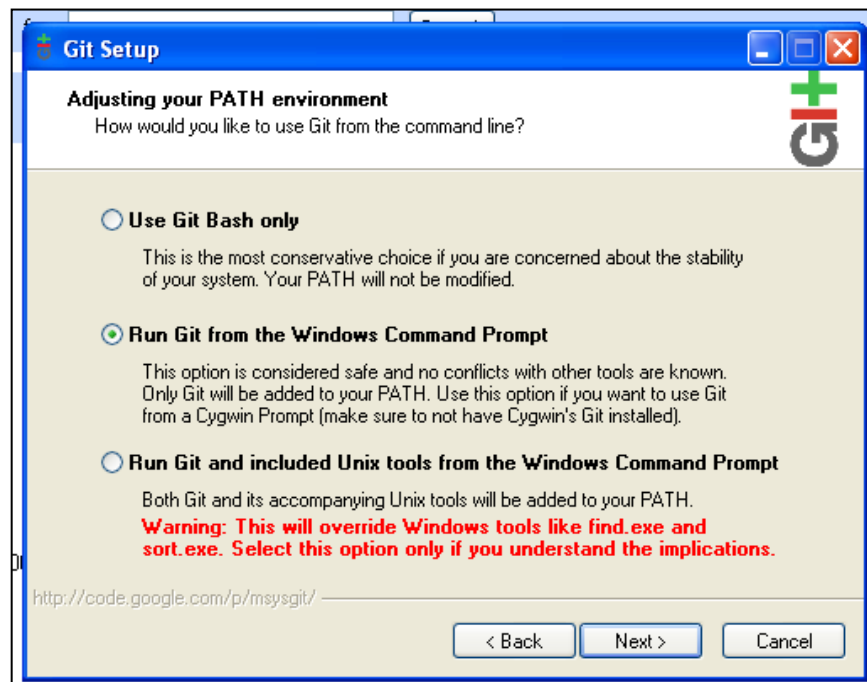 Git Setup
Adjusting your PATH environment
How would you like to use Git from the command line?
Use Git Bash only
This is the most conservative choice if you are concerned about the stability
of your system. Your PATH will not be modified.
Run Git from the Windows Command Prompt
This option is considered safe and no conflicts with other tools are known.
Only Git will be added to your PATH. Use this option if you want to use Git
from a Cygwin Prompt (make sure to not have Cygwin's Git installed).
Run Git and included Unix tools from the Windows Command Prompt
Both Git and its accompanying Unix tools will be added to your PATH.
Warning: This will override Windows tools like find.exe and
sort.exe. Select this option only if you understand the implications.
http://code.google.com/p/msysgit/
< Back
Next >
Cancel